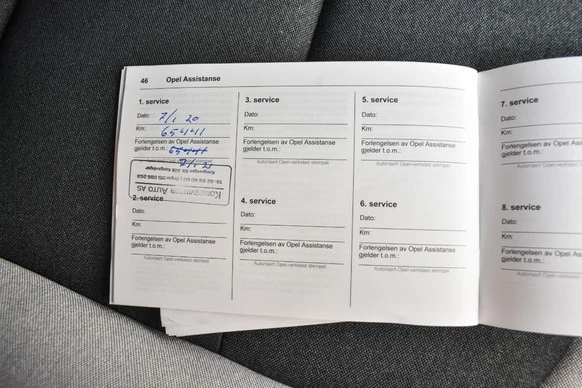 46 Opel Assistanse
1. service
Dato: 7/1 20
Km: 65441
Forlengelsen av Opel Assistanse
gjelder t.o.m.: 65441
7/1 21
KONGSVINGER AUTO AS
2. service
Dato:
Km:
Forlengelsen av Opel Assistanse
gjelder t.o.m.:
Autorisert Opel-verksted stempel
3. service
Dato:
Km:
Forlengelsen av Opel Assistanse
gjelder t.o.m.:
Autorisert Opel-verksted stempel
4. service
Dato:
Km:
Forlengelsen av Opel Assistanse
gjelder t.o.m.:
Autorisert Opel-verksted stempel
5. service
Dato:
Km:
Forlengelsen av Opel Assistanse
gjelder t.o.m.:
Autorisert Opel-verksted stempel
6. service
Dato:
Km:
Forlengelsen av Opel Assistanse
gjelder t.o.m.:
Autorisert Opel-verksted stempel
7. service
Dato:
Km:
Forlengelsen av Opel Assistanse
gjelder t.o.m.:
8. service
Dato:
Km:
Forlengelsen av Opel Assistanse
gjelder t.o.m.:
Autorisert Opel